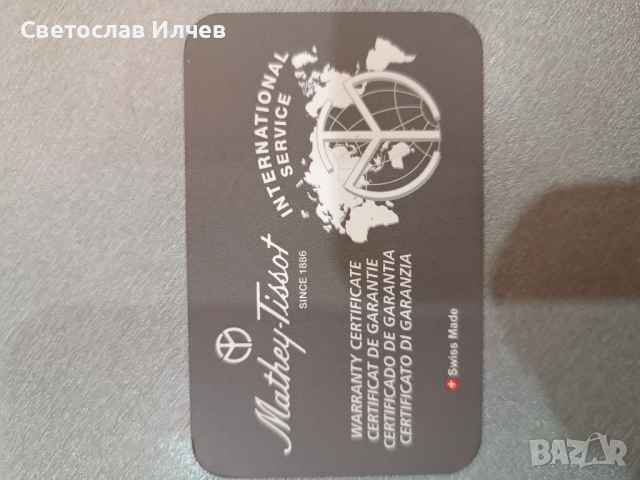 Светослав Илчев
Mathey-Tissot
SINCE 1886
INTERNATIONAL
SERVICE
WARRANTY CERTIFICATE
CERTIFICAT DE GARANTIE
CERTIFICADO DE GARANTIA
CERTIFICATO DI GARANZIA
Swiss Made
BAZAR